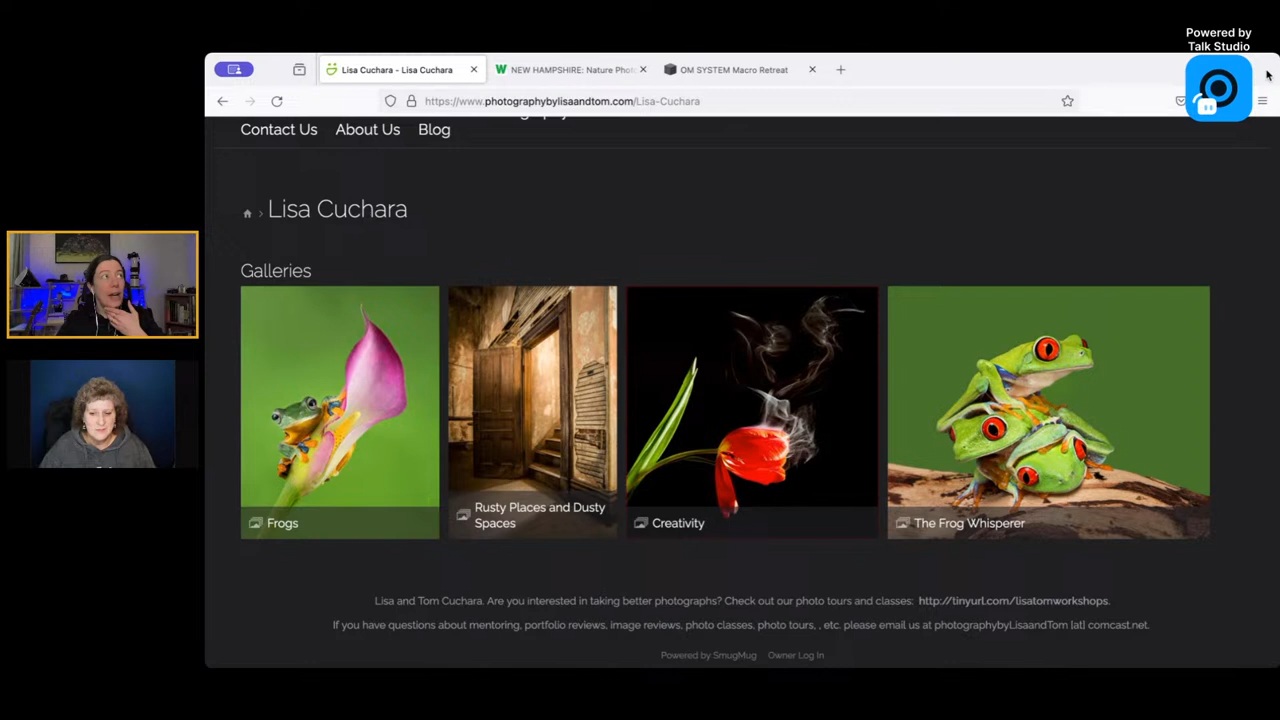 Powered by
Talk Studio
Lisa Cuchara - Lisa Cuchara
NEW HAMPSHIRE: Nature Phot
OM SYSTEM Macro Retreat
https://www.photographybylisaandtom.com/Lisa-Cuchara
Contact Us About Us Blog
Lisa Cuchara
Galleries
Frogs
Rusty Places and Dusty
Spaces
Creativity
The Frog Whisperer
Lisa and Tom Cuchara. Are you interested in taking better photographs? Check out our photo tours and classes: http://tinyurl.com/lisatomworkshops.
If you have questions about mentoring, portfolio reviews, image reviews, photo classes, photo tours, , etc. please email us at photographybyLisaandTom [at] comcast.net.
Powered by SmugMug Owner Log In